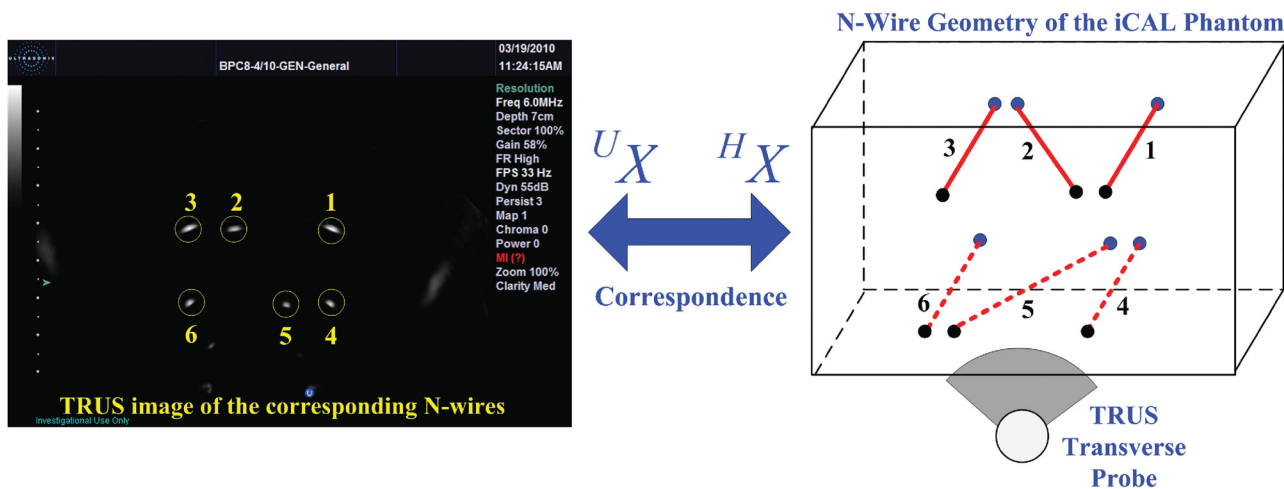 N-Wire Geometry of the iCAL Phantom
ULTRASONIX
BPC8-4/10-GEN-General
03/19/2010
11:24:15AM
Resolution
Freq 6.0MHz
Depth 7cm
Sector 100%
Gain 58%
FR High
FPS 33 Hz
Dyn 55dB
Persist 3
Map 1
Chroma 0
Power 0
MI (?)
Zoom 100%
Clarity Med
3 2 1
6 5 4
U
TRUS image of the corresponding N-wires
Investigational Use Only
U X H X
Correspondence
3 2 1
6 5 4
TRUS
Transverse
Probe